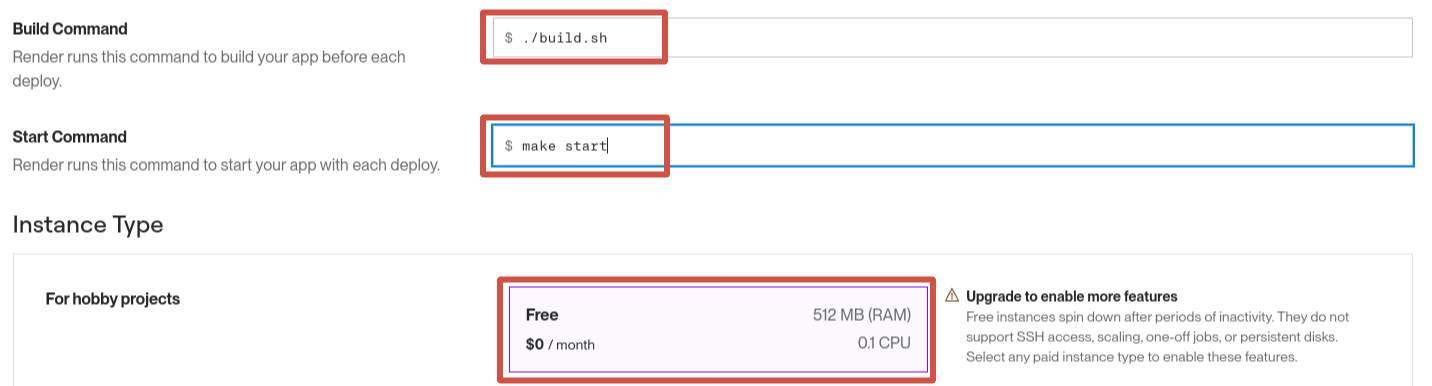 Build Command
$ ./build.sh
Render runs this command to build your app before each
deploy.
Start Command
$ make start
Render runs this command to start your app with each deploy.
Instance Type
For hobby projects
Free
512 MB (RAM)
$0 / month
0.1 CPU
Upgrade to enable more features
Free instances spin down after periods of inactivity. They do not
support SSH access, scaling, one-off jobs, or persistent disks.
Select any paid instance type to enable these features.